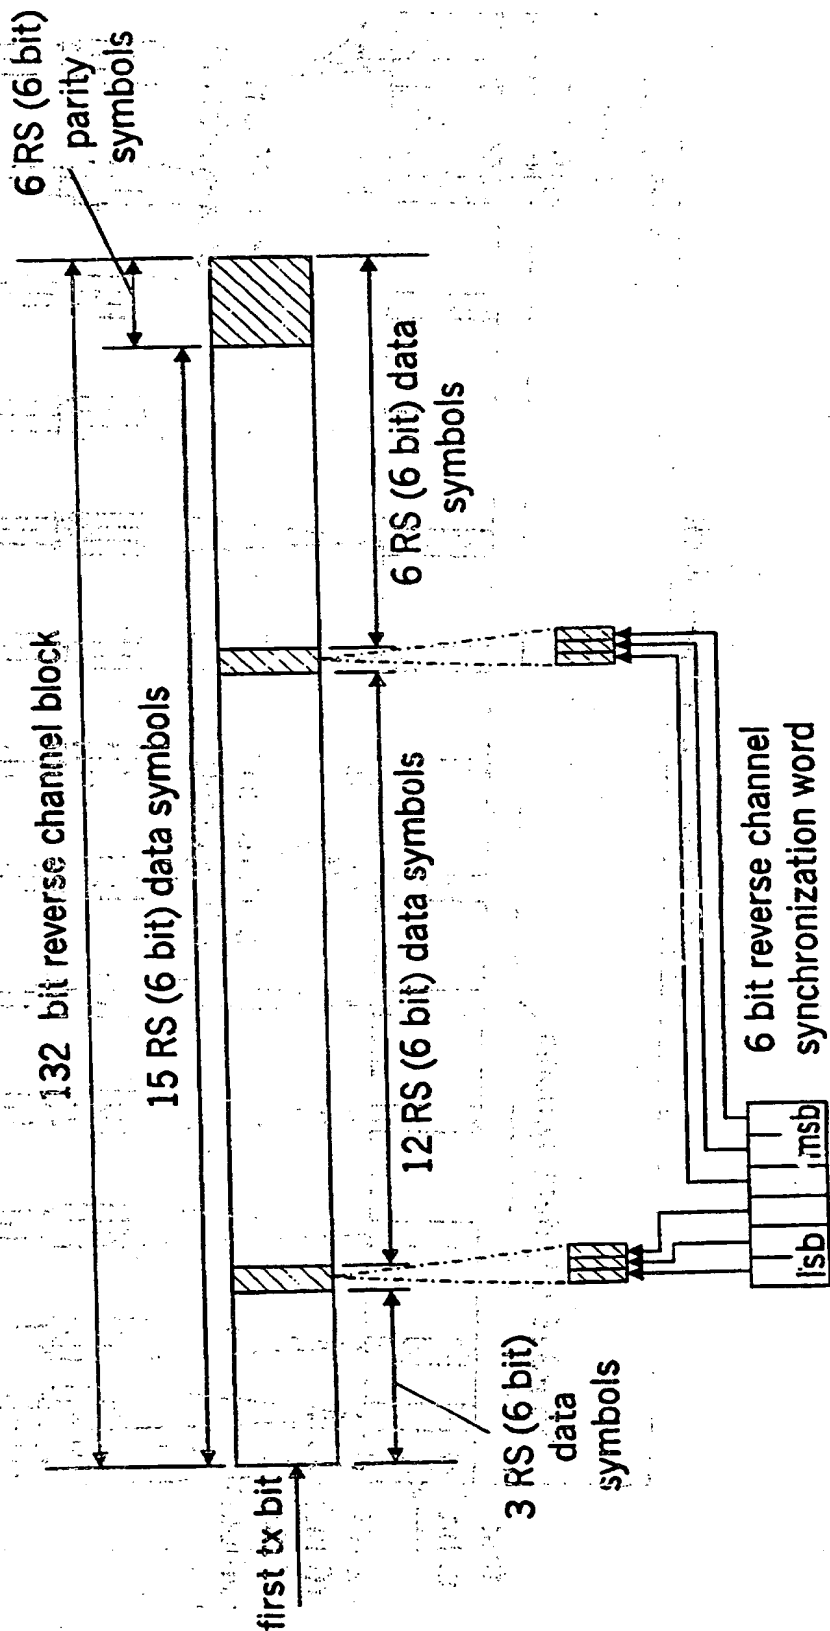 6 RS (6 bit)
parity
symbols
132 bit reverse channel block
15 RS (6 bit) data symbols
first tx bit
6 RS (6 bit) data
symbols
12 RS (6 bit) data symbols
3 RS (6 bit)
data
symbols
6 bit reverse channel
synchronization word
lsb
msb